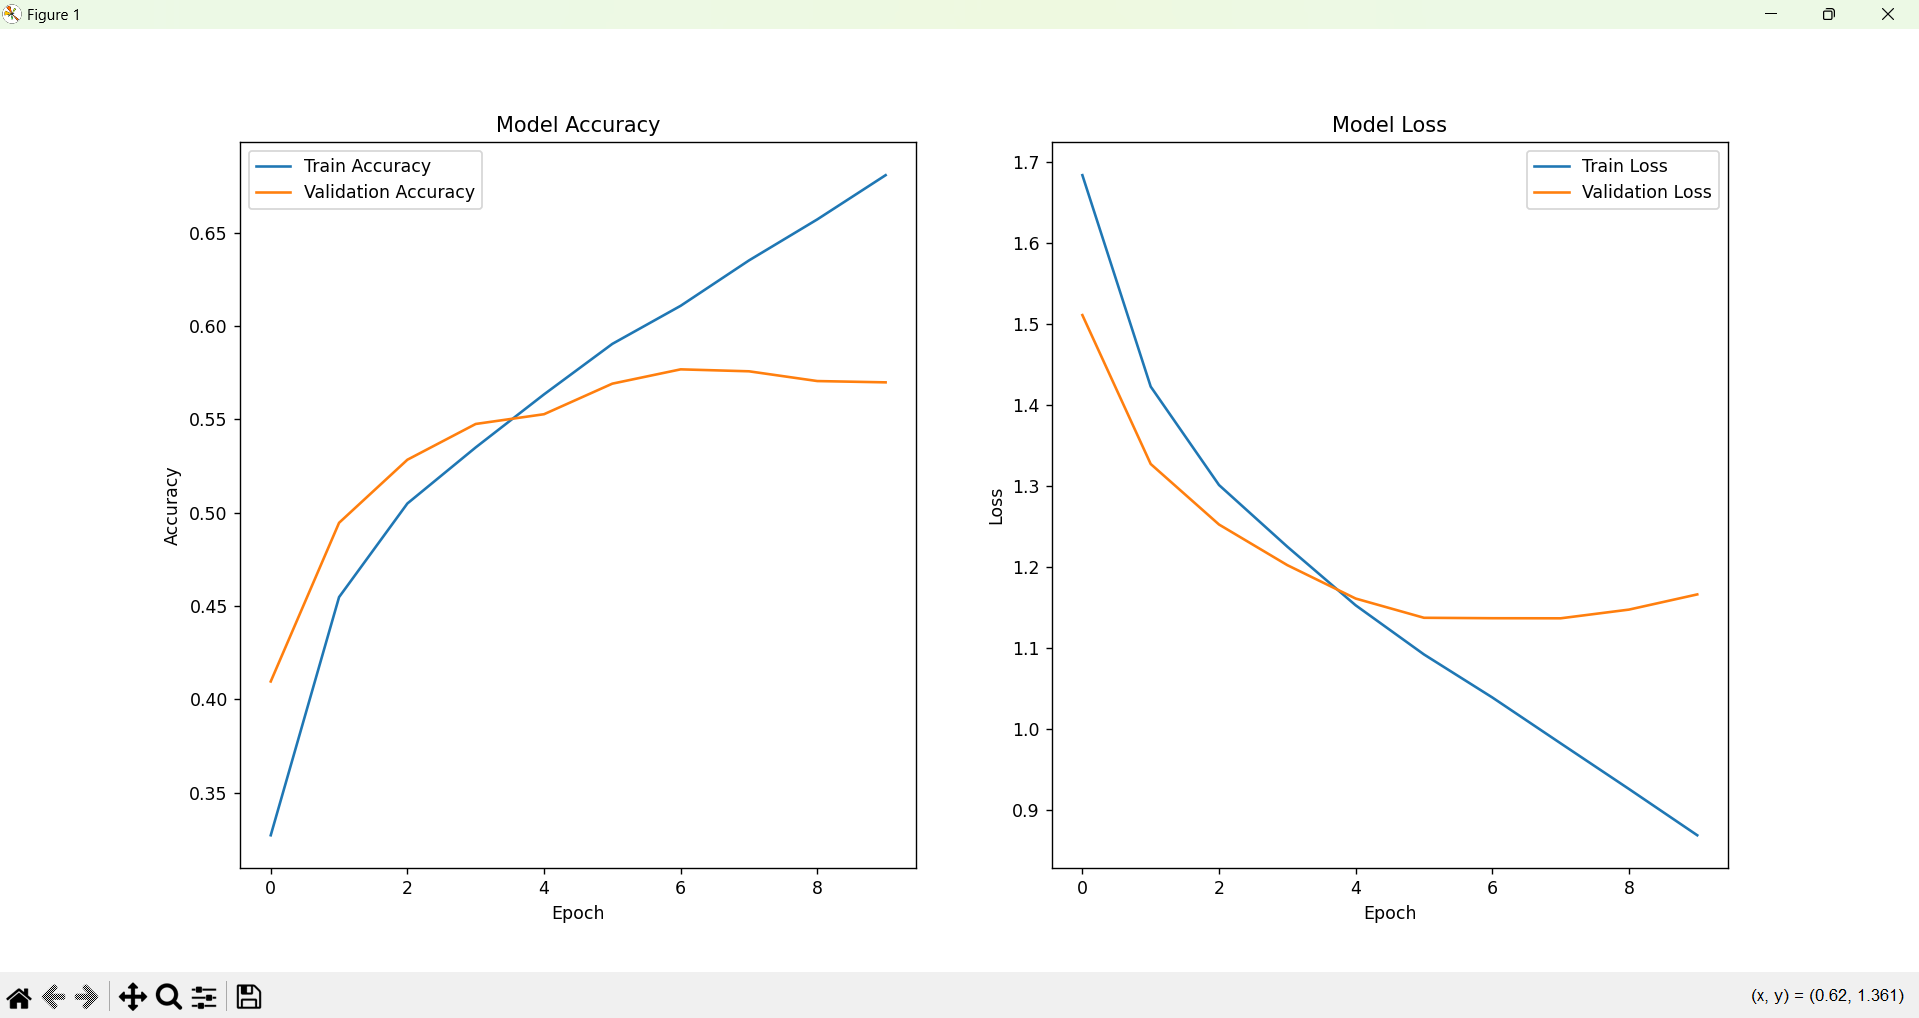 Figure 1
Model Accuracy
Train Accuracy
Validation Accuracy
0.65
0.60
0.55
0.50
0.45
0.40
0.35
Accuracy
0 2 4 6 8
Epoch
Model Loss
Train Loss
Validation Loss
1.7
1.6
1.5
1.4
1.3
1.2
1.1
1.0
0.9
Loss
0 2 4 6 8
Epoch
(x, y) = (0.62, 1.361)